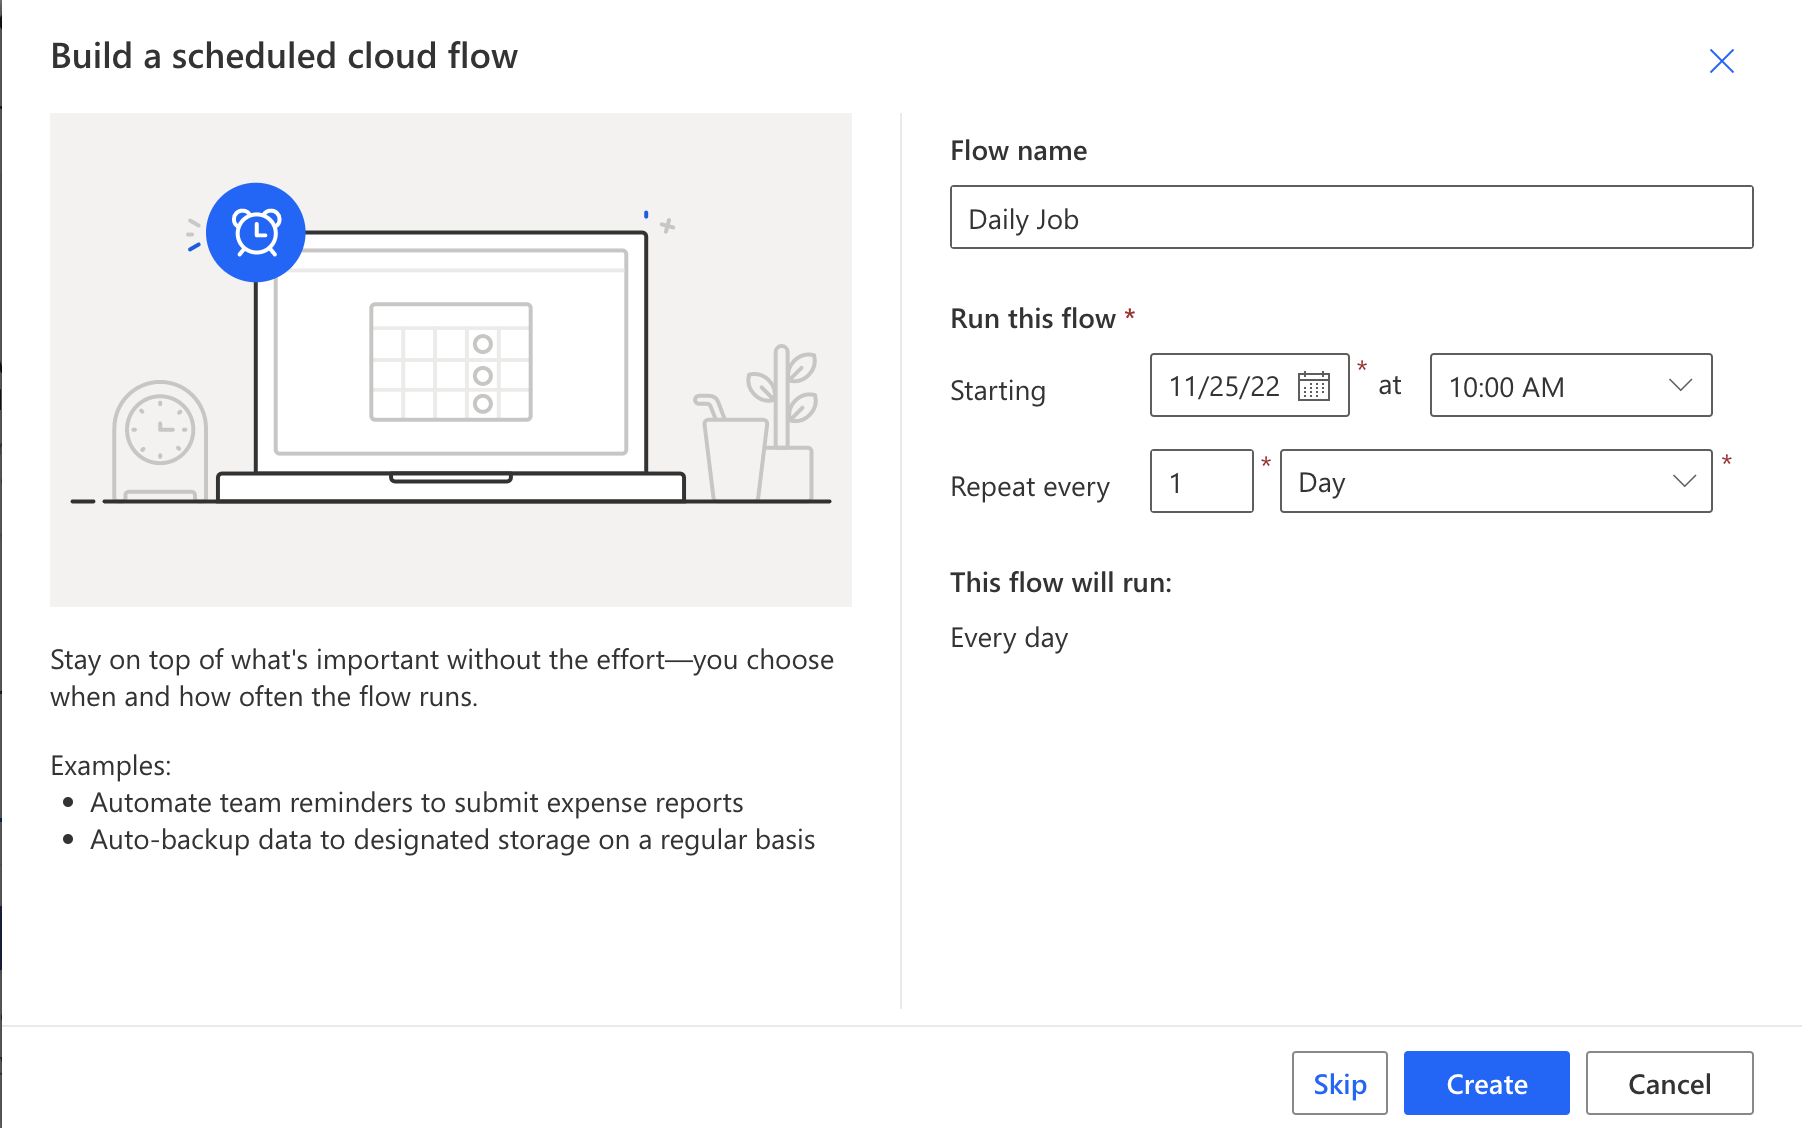 Build a scheduled cloud flow
Stay on top of what's important without the effort—you choose
when and how often the flow runs.
Examples:
• Automate team reminders to submit expense reports
• Auto-backup data to designated storage on a regular basis
Flow name
Daily Job
Run this flow *
Starting 11/25/22 * at 10:00 AM
Repeat every 1 * Day *
This flow will run:
Every day
Skip Create Cancel